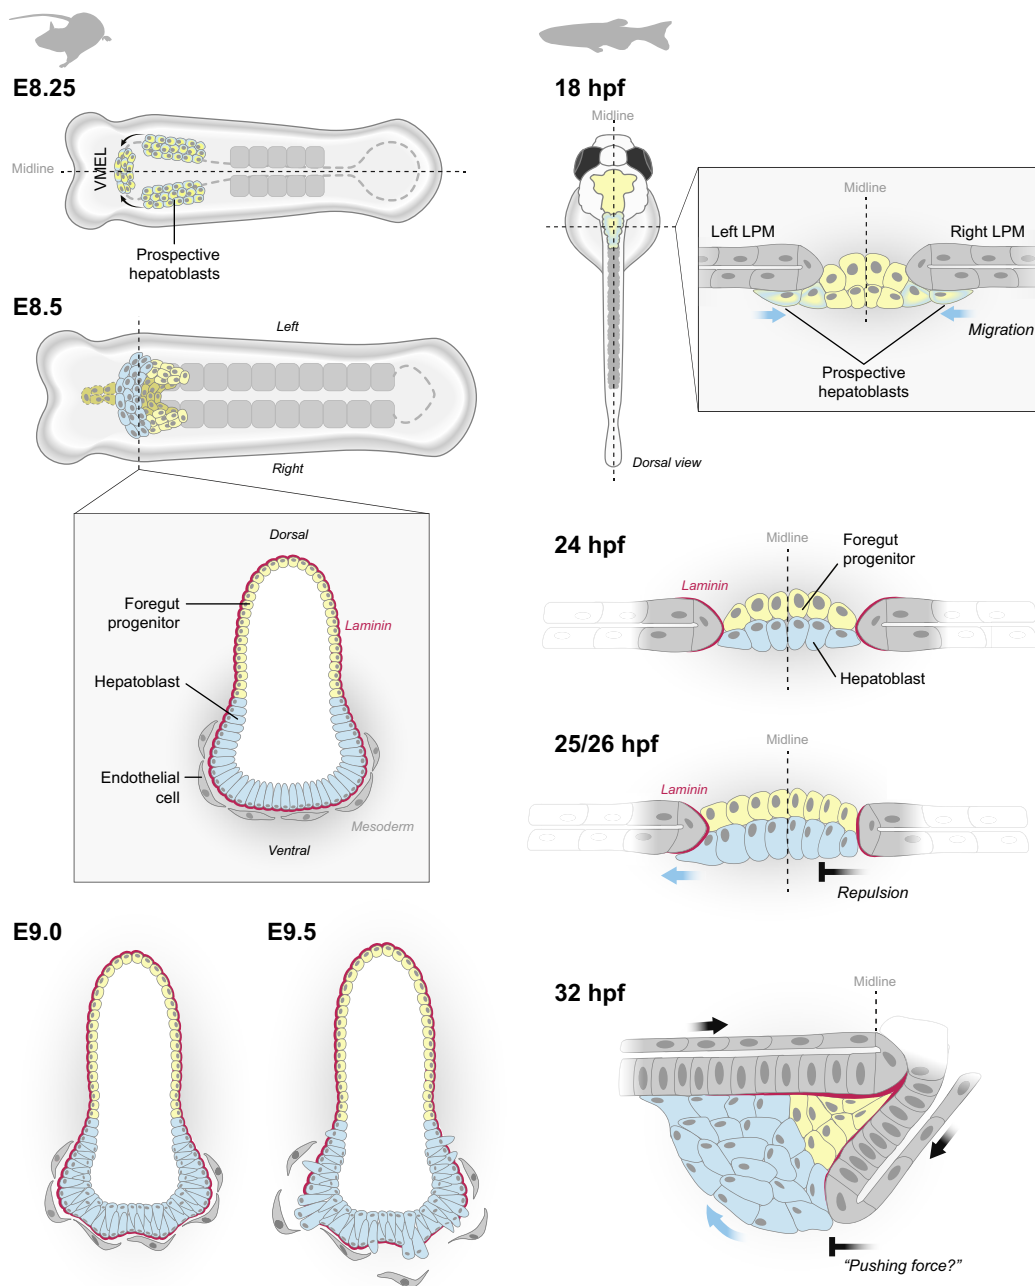 E8.25
Midline
VMEL
Prospective
hepatoblasts
E8.5
Left
Right
Dorsal
Foregut
progenitor
Laminin
Hepatoblast
Endothelial
cell
Mesoderm
Ventral
E9.0
E9.5
18 hpf
Midline
Dorsal view
Midline
Left LPM
Right LPM
Migration
Prospective
hepatoblasts
24 hpf
Midline
Foregut
progenitor
Laminin
Hepatoblast
25/26 hpf
Midline
Laminin
Repulsion
32 hpf
Midline
“Pushing force?”